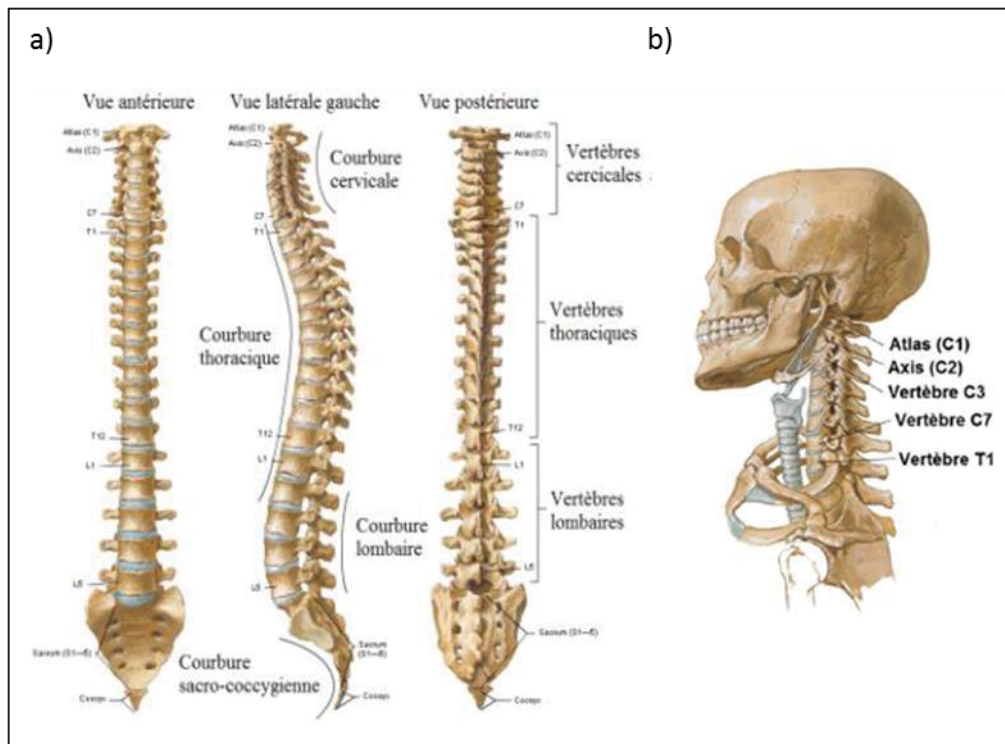 a)
b)
Vue antérieure
Vue latérale gauche
Vue postérieure
Atlas (C1)
Axis (C2)
C7
T1
T12
L1
L5
Sacrum (S1—5)
Coccyx
Atlas (C1)
Axis (C2)
Courbure
cervicale
C7
T1
Courbure
thoracique
T12
L1
Courbure
lombaire
L5
Sacrum
(S1—5)
Courbure
sacro-coccygienne
Coccyx
Atlas (C1)
Axis (C2)
Vertèbres
cercicales
C7
T1
Vertèbres
thoraciques
T12
L1
Vertèbres
lombaires
L5
Sacrum (S1—5)
Coccyx
Atlas (C1)
Axis (C2)
Vertèbre C3
Vertèbre C7
Vertèbre T1